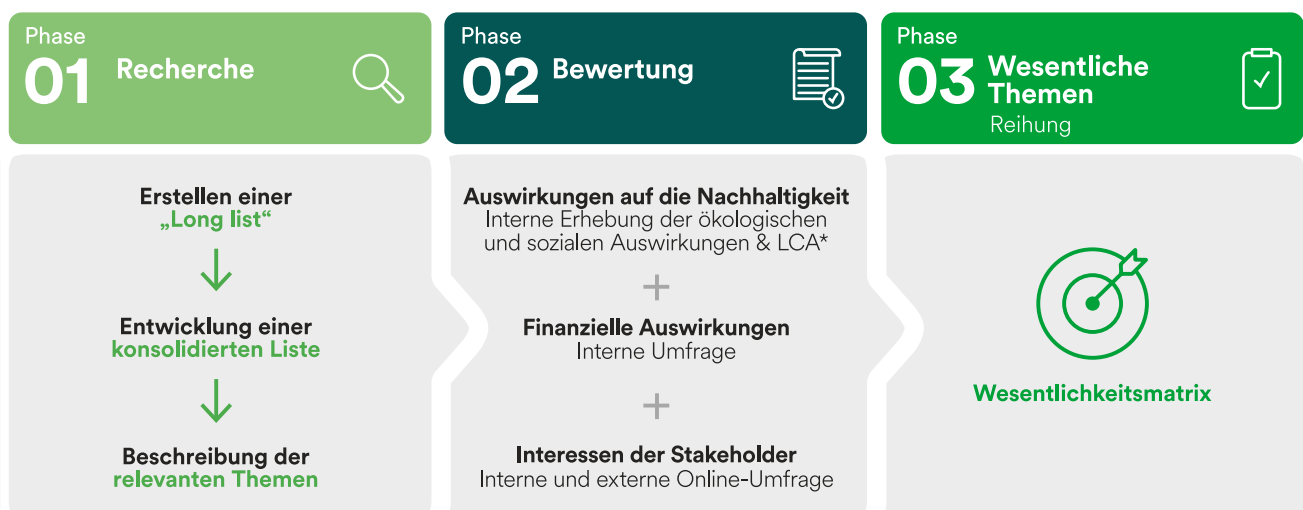 Phase
01 Recherche
Erstellen einer
„Long list“
Entwicklung einer
konsolidierten Liste
Beschreibung der
relevanten Themen
Phase
02 Bewertung
Auswirkungen auf die Nachhaltigkeit
Interne Erhebung der ökologischen
und sozialen Auswirkungen & LCA*
+
Finanzielle Auswirkungen
Interne Umfrage
+
Interessen der Stakeholder
Interne und externe Online-Umfrage
Phase
03 Wesentliche
Themen
Reihung
Wesentlichkeitsmatrix